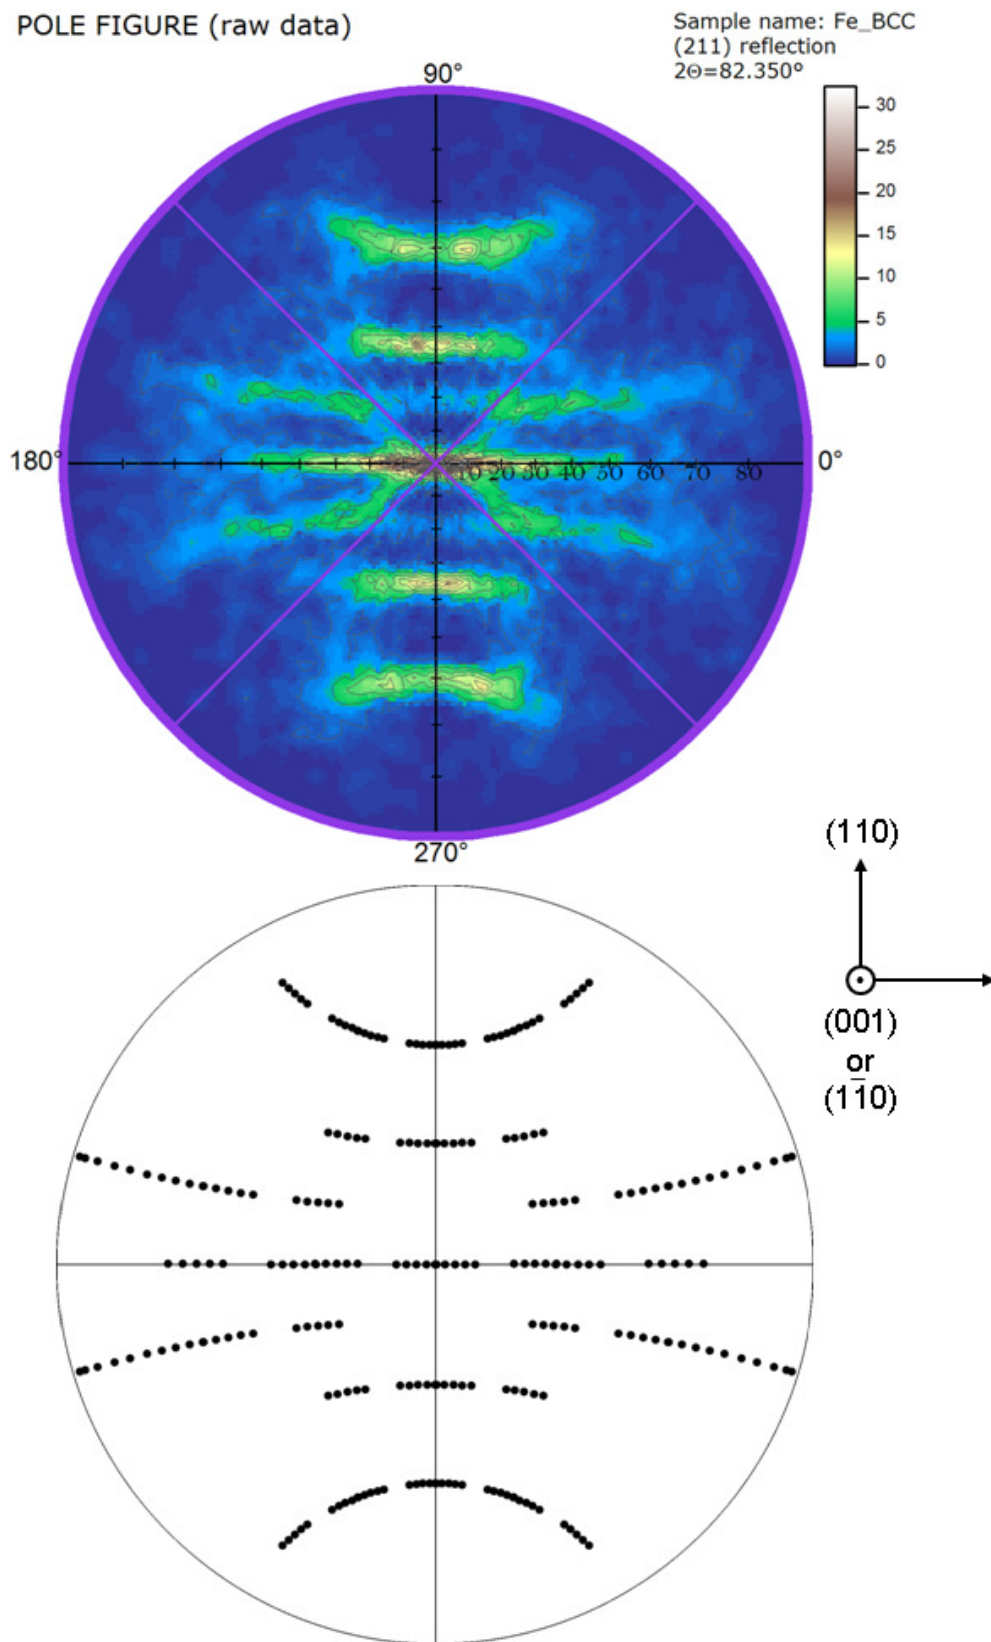 POLE FIGURE (raw data)
Sample name: Fe_BCC
(211) reflection
2Θ=82.350°
90°
30
25
20
15
10
5
0
180°
10 20 30 40 50 60 70 80
0°
270°
(110)
(001)
or
(11̅0)